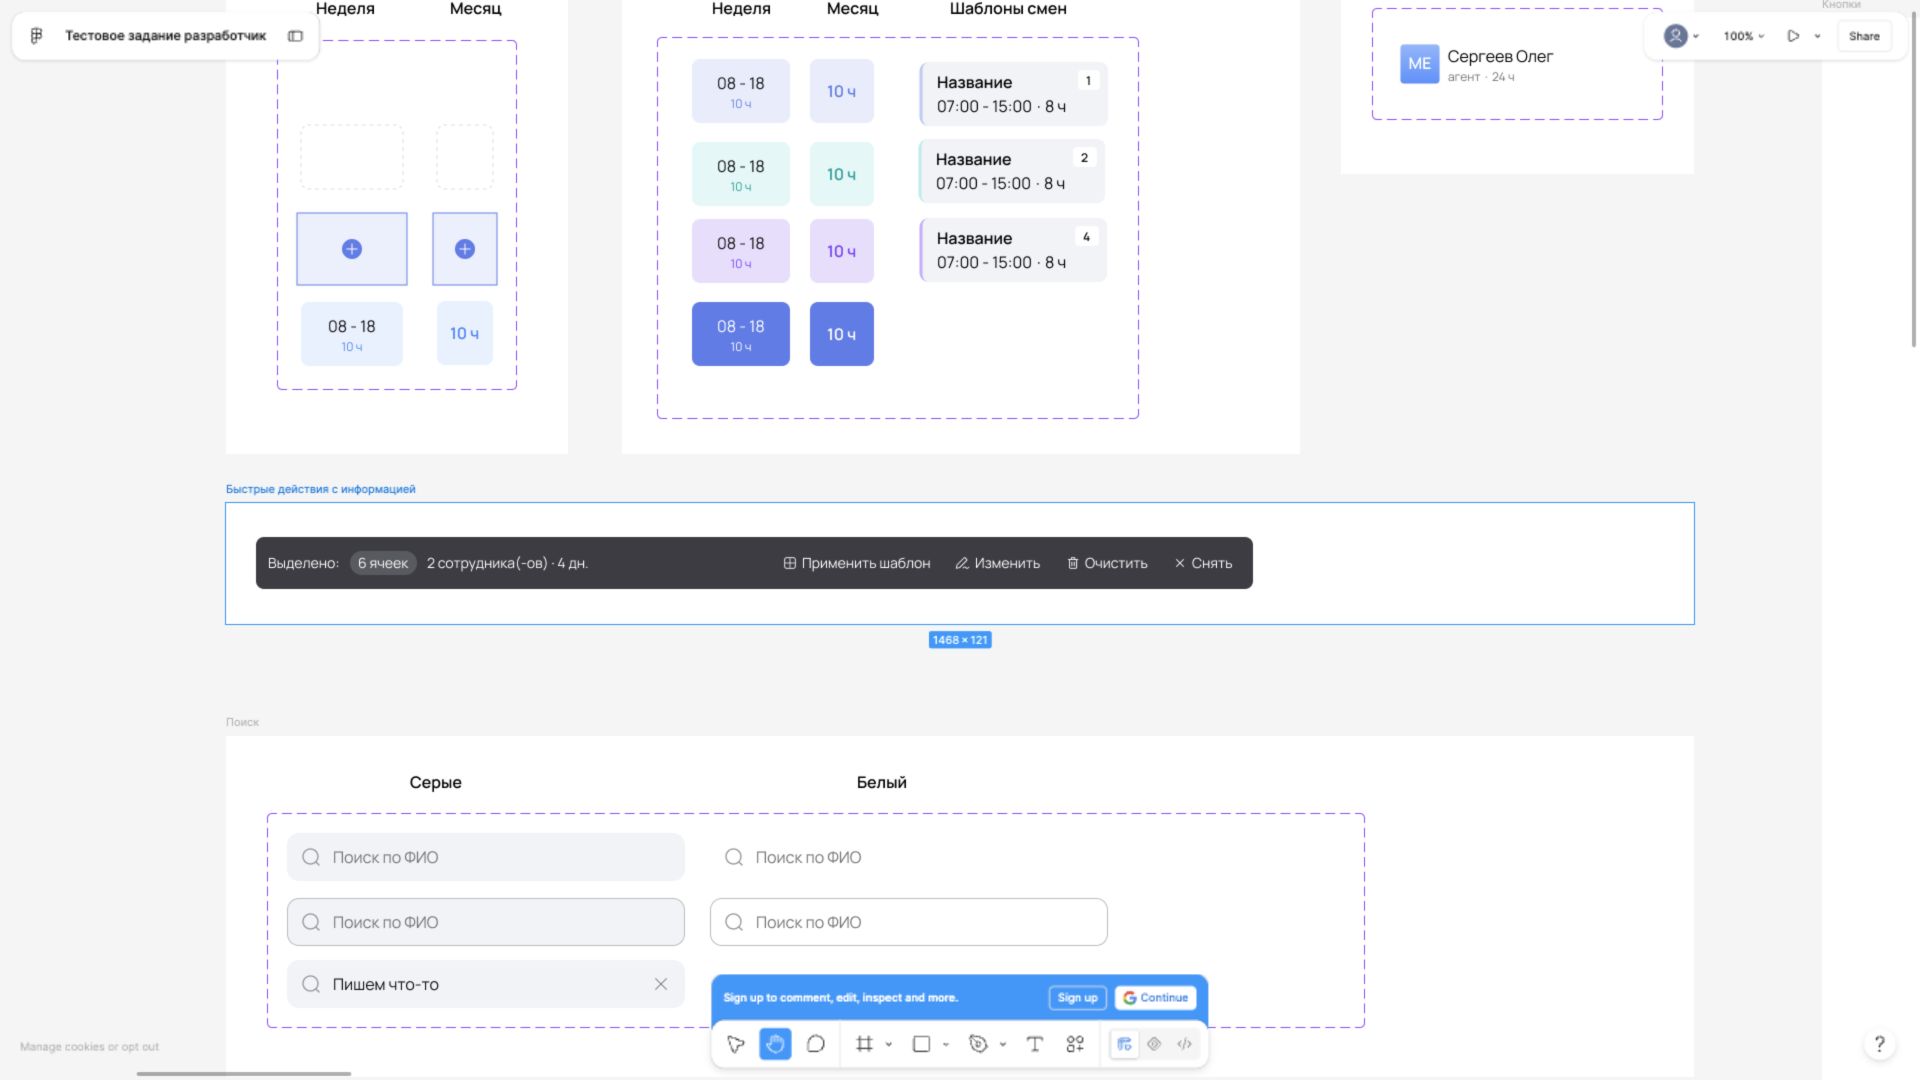 Тестовое задание разработчик
Неделя
Месяц
Неделя
Месяц
Шаблоны смен
Кнопки
100%
Share
ME
Сергеев Олег
агент · 24 ч
08 - 18
10 ч
10 ч
Название
1
07:00 - 15:00 · 8 ч
08 - 18
10 ч
10 ч
Название
2
07:00 - 15:00 · 8 ч
08 - 18
10 ч
10 ч
Название
4
07:00 - 15:00 · 8 ч
08 - 18
10 ч
10 ч
08 - 18
10 ч
10 ч
Быстрые действия с информацией
Выделено: 6 ячеек 2 сотрудника(-ов) · 4 дн.
Применить шаблон
Изменить
Очистить
Снять
1468 × 121
Поиск
Серые
Белый
Поиск по ФИО
Поиск по ФИО
Поиск по ФИО
Поиск по ФИО
Пишем что-то
Sign up to comment, edit, inspect and more.
Sign up
Continue
Manage cookies or opt out
?